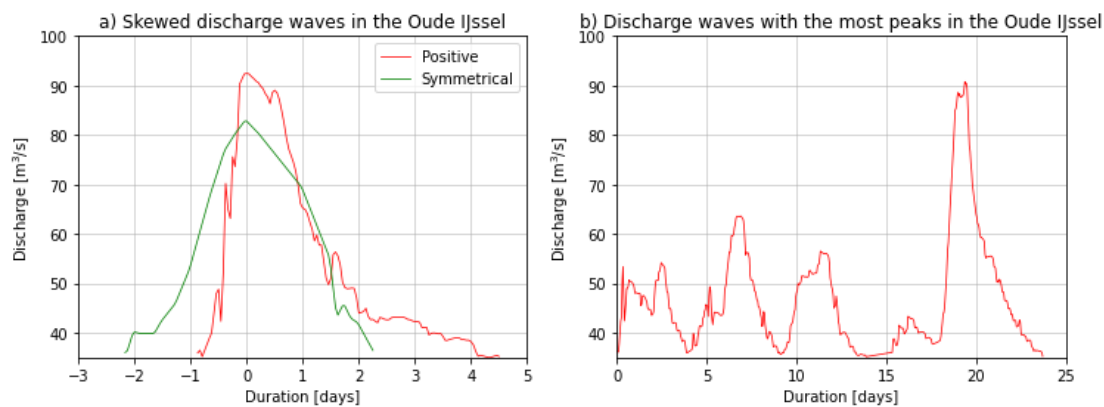 a) Skewed discharge waves in the Oude IJssel
Discharge [m³/s]
100
90
80
70
60
50
40
Positive
Symmetrical
−3 −2 −1 0 1 2 3 4 5
Duration [days]
b) Discharge waves with the most peaks in the Oude IJssel
Discharge [m³/s]
100
90
80
70
60
50
40
0 5 10 15 20 25
Duration [days]